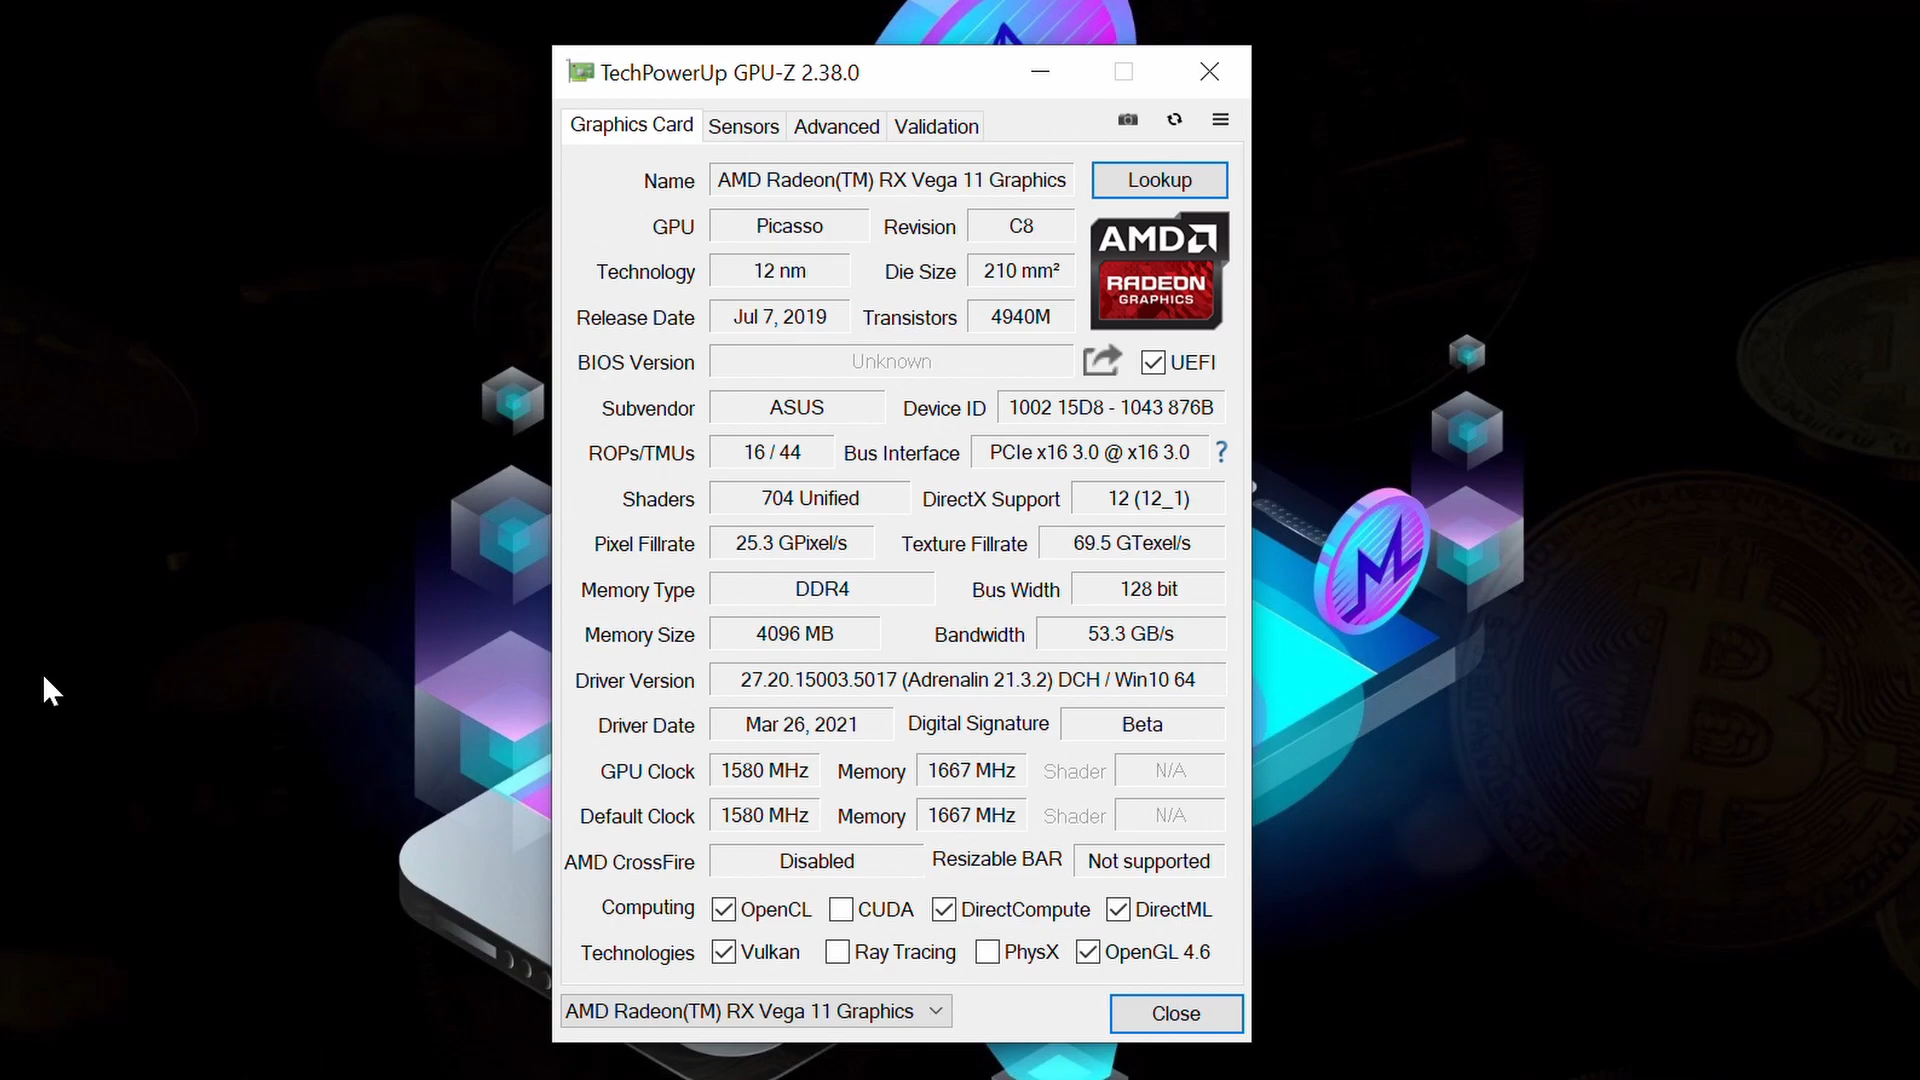 TechPowerUp GPU-Z 2.38.0
Graphics Card Sensors Advanced Validation
Name AMD Radeon(TM) RX Vega 11 Graphics Lookup
GPU Picasso Revision C8
AMD
RADEON
GRAPHICS
Technology 12 nm Die Size 210 mm²
Release Date Jul 7, 2019 Transistors 4940M
BIOS Version Unknown UEFI
Subvendor ASUS Device ID 1002 15D8 - 1043 876B
ROPs/TMUs 16 / 44 Bus Interface PCIe x16 3.0 @ x16 3.0 ?
Shaders 704 Unified DirectX Support 12 (12_1)
Pixel Fillrate 25.3 GPixel/s Texture Fillrate 69.5 GTexel/s
Memory Type DDR4 Bus Width 128 bit
Memory Size 4096 MB Bandwidth 53.3 GB/s
Driver Version 27.20.15003.5017 (Adrenalin 21.3.2) DCH / Win10 64
Driver Date Mar 26, 2021 Digital Signature Beta
GPU Clock 1580 MHz Memory 1667 MHz Shader N/A
Default Clock 1580 MHz Memory 1667 MHz Shader N/A
AMD CrossFire Disabled Resizable BAR Not supported
Computing OpenCL CUDA DirectCompute DirectML
Technologies Vulkan Ray Tracing PhysX OpenGL 4.6
AMD Radeon(TM) RX Vega 11 Graphics Close